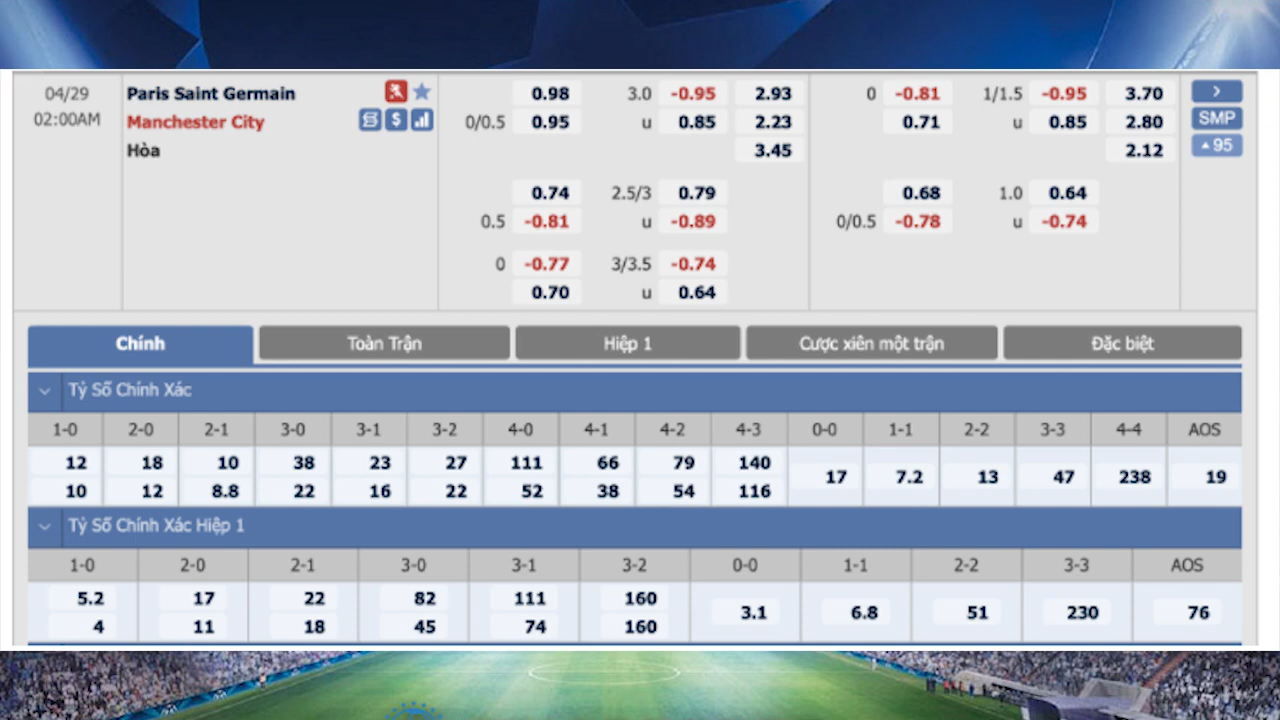 04/29 Paris Saint Germain 0.98 3.0 -0.95 2.93 0 -0.81 1/1.5 -0.95 3.70
02:00AM Manchester City $ 0/0.5 0.95 u 0.85 2.23 0.71 u 0.85 2.80 SMP
Hòa 3.45 2.12 95
0.74 2.5/3 0.79 0.68 1.0 0.64
0.5 -0.81 u -0.89 0/0.5 -0.78 u -0.74
0 -0.77 3/3.5 -0.74
0.70 u 0.64
Chính Toàn Trận Hiệp 1 Cược xiên một trận Đặc biệt
Tỷ Số Chính Xác
1-0 2-0 2-1 3-0 3-1 3-2 4-0 4-1 4-2 4-3 0-0 1-1 2-2 3-3 4-4 AOS
12 18 10 38 23 27 111 66 79 140 17 7.2 13 47 238 19
10 12 8.8 22 16 22 52 38 54 116
Tỷ Số Chính Xác Hiệp 1
1-0 2-0 2-1 3-0 3-1 3-2 0-0 1-1 2-2 3-3 AOS
5.2 17 22 82 111 160 3.1 6.8 51 230 76
4 11 18 45 74 160